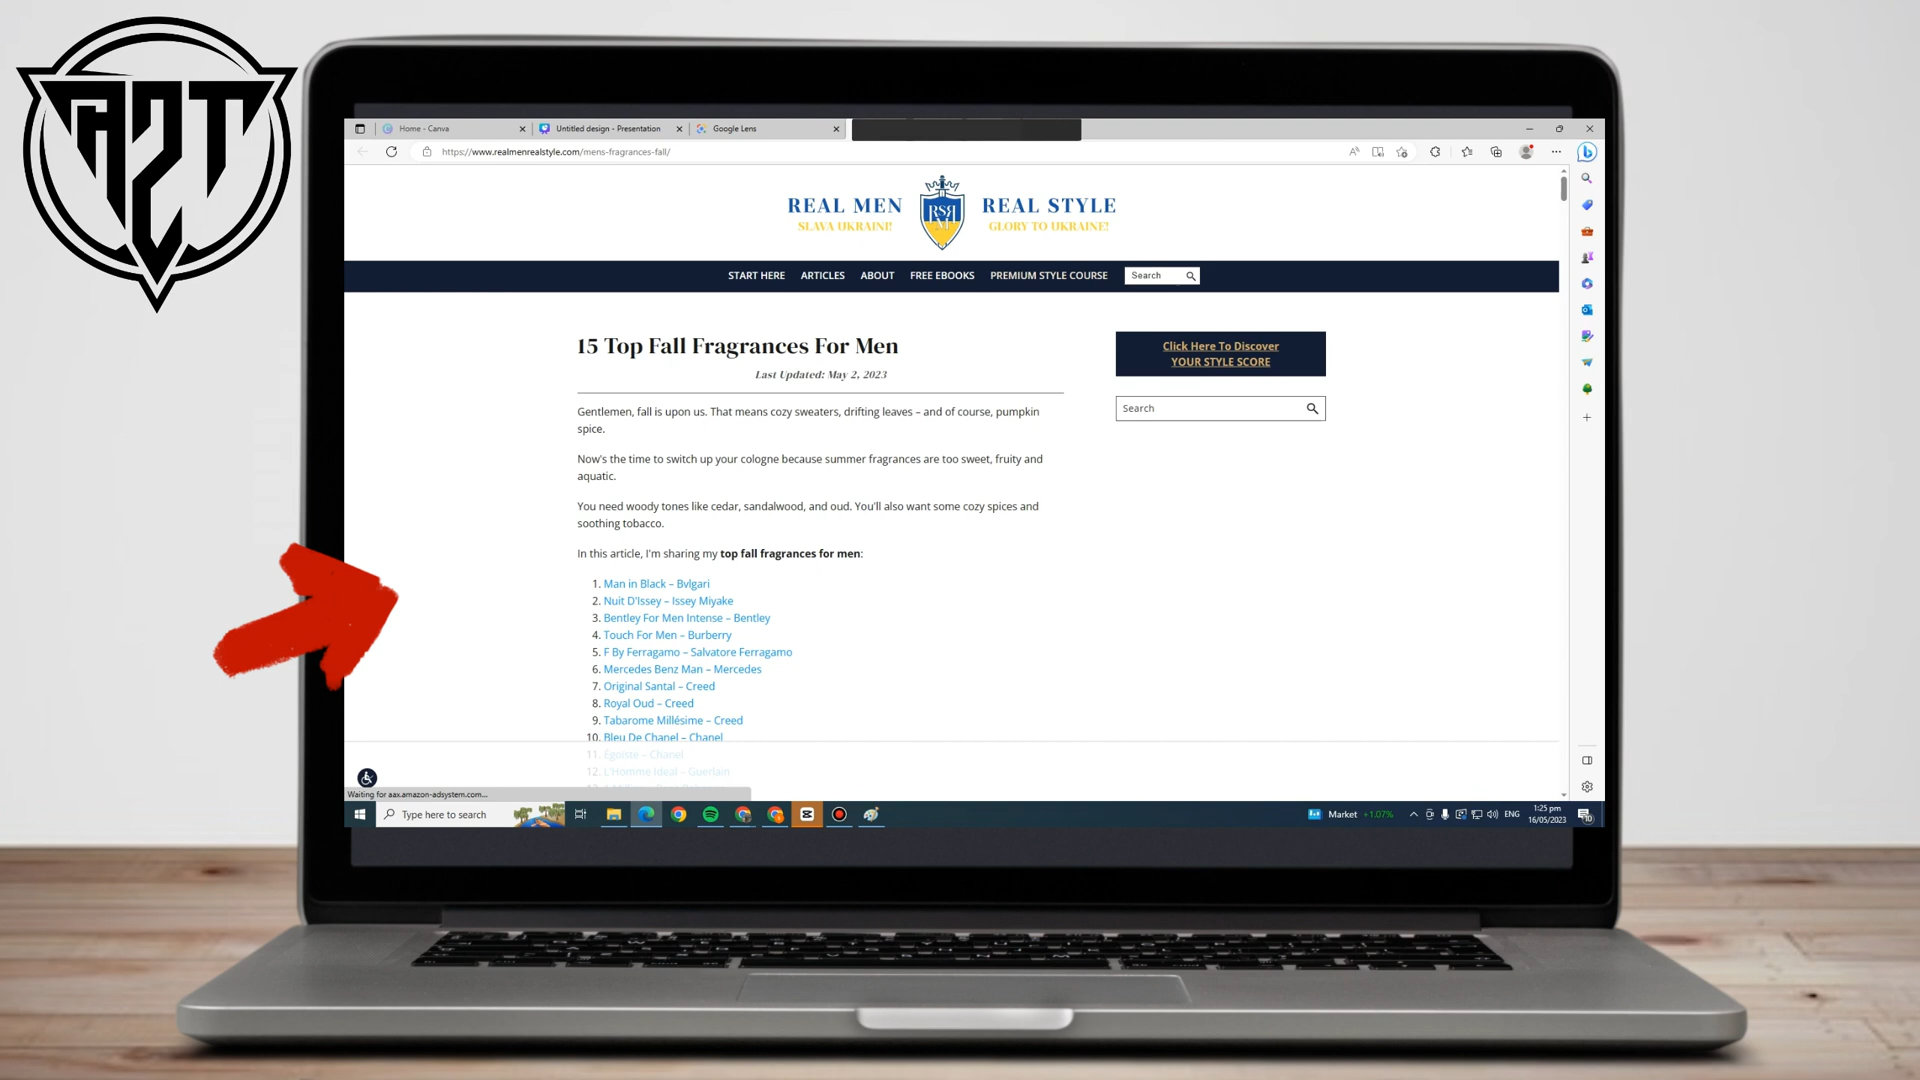 A2T
Home - Canva
Untitled design - Presentation
Google Lens
https://www.realmenrealstyle.com/mens-fragrances-fall/
REAL MEN
SLAVA UKRAINI!
RSR
M
REAL STYLE
GLORY TO UKRAINE!
START HERE
ARTICLES
ABOUT
FREE EBOOKS
PREMIUM STYLE COURSE
Search
15 Top Fall Fragrances For Men
Last Updated: May 2, 2023
Click Here To Discover
YOUR STYLE SCORE
Search
Gentlemen, fall is upon us. That means cozy sweaters, drifting leaves – and of course, pumpkin
spice.
Now's the time to switch up your cologne because summer fragrances are too sweet, fruity and
aquatic.
You need woody tones like cedar, sandalwood, and oud. You'll also want some cozy spices and
soothing tobacco.
In this article, I'm sharing my top fall fragrances for men:
1. Man in Black – Bvlgari
2. Nuit D'Issey – Issey Miyake
3. Bentley For Men Intense – Bentley
4. Touch For Men – Burberry
5. F By Ferragamo – Salvatore Ferragamo
6. Mercedes Benz Man – Mercedes
7. Original Santal – Creed
8. Royal Oud – Creed
9. Tabarome Millésime – Creed
10. Bleu De Chanel – Chanel
11. Égoïste – Chanel
12. L'Homme Ideal – Guerlain
Waiting for aax.amazon-adsystem.com...
Type here to search
Market +1.07%
ENG
1:25 pm
16/05/2023
10